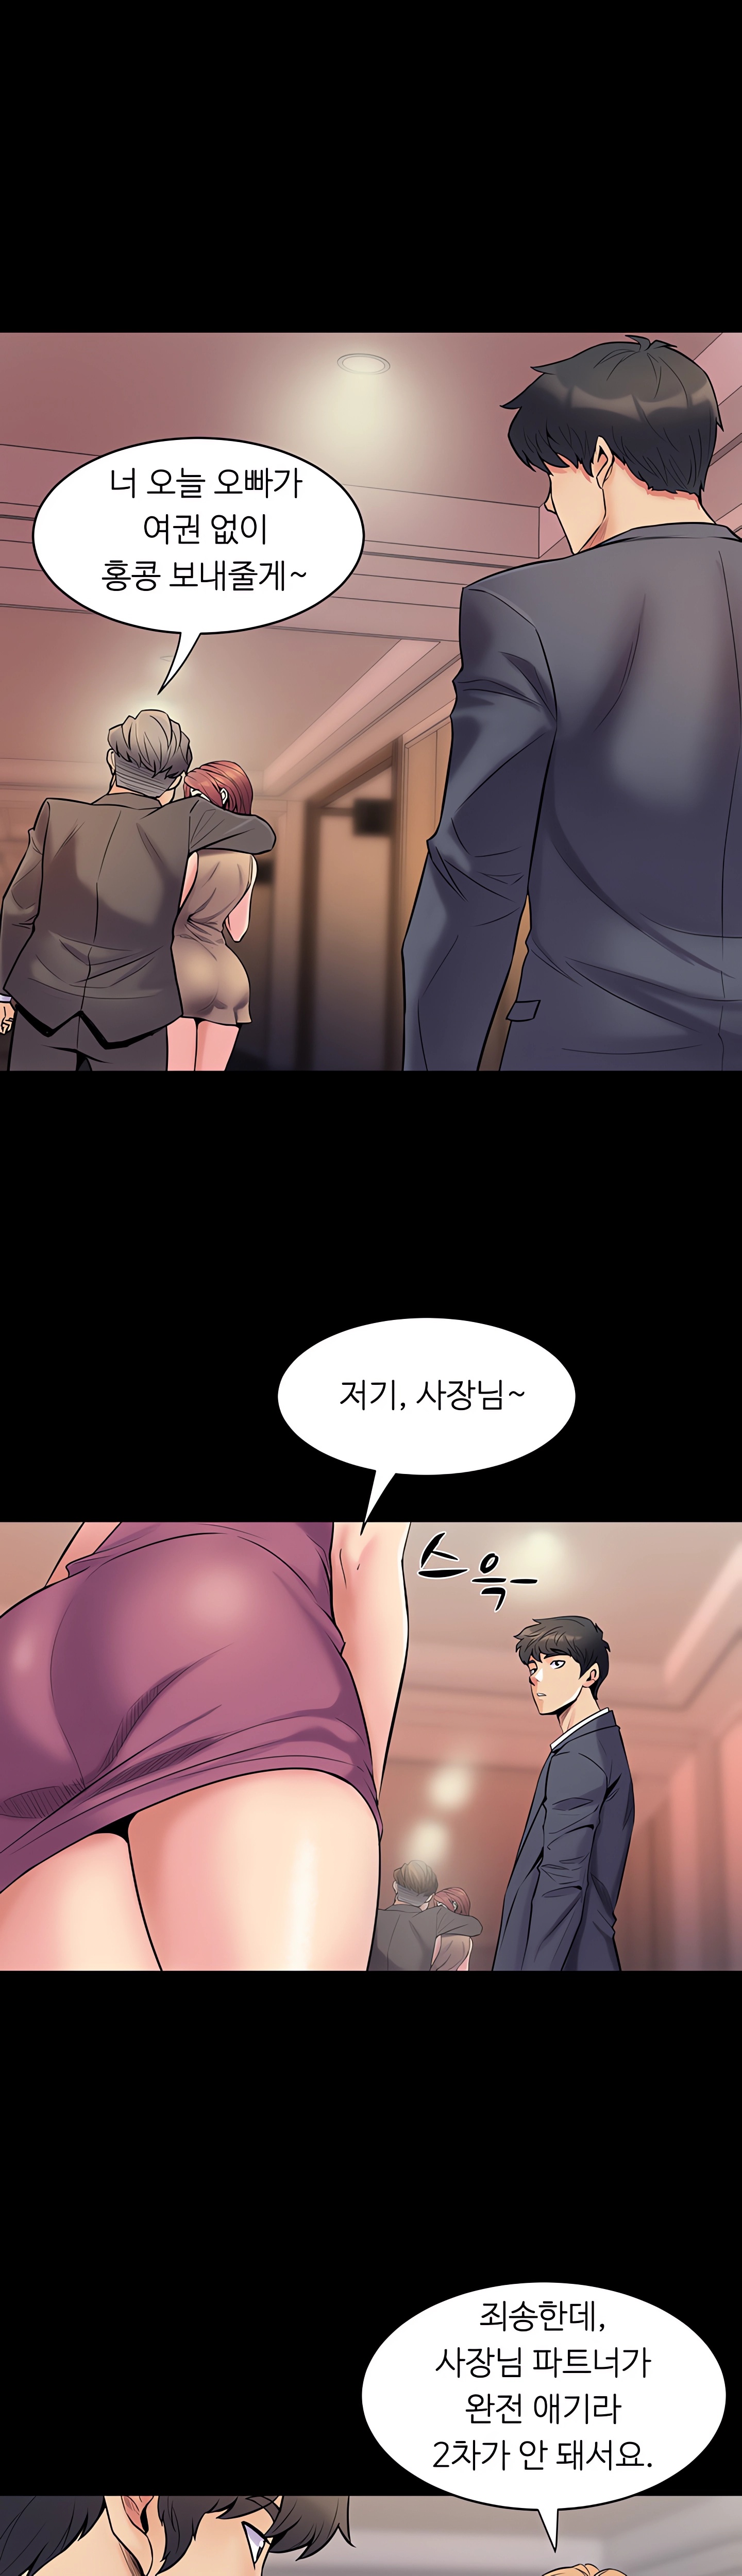 너 오늘 오빠가
여권 없이
홍콩 보내줄게~
저기, 사장님~
스윽-
죄송한데,
사장님 파트너가
완전 애기라
2차가 안 돼서요.